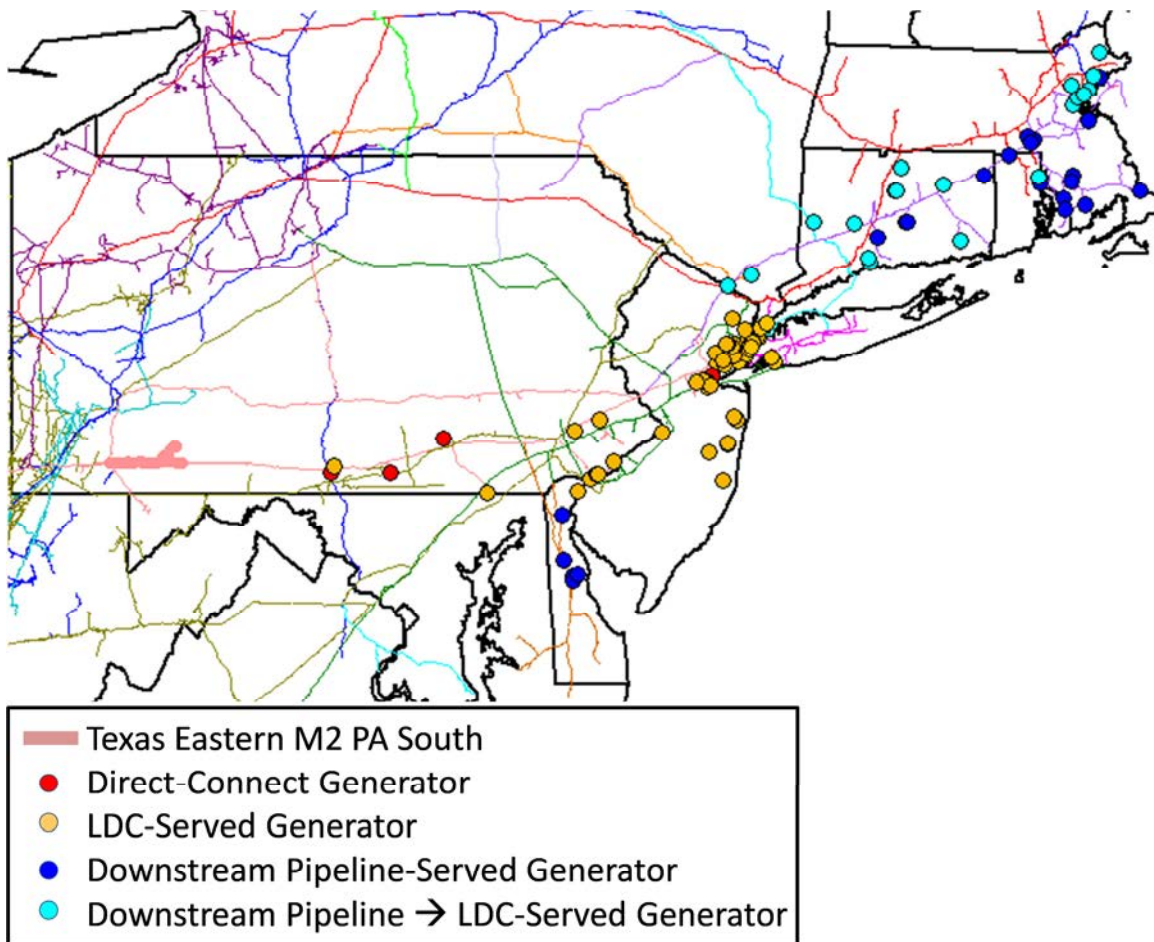 Texas Eastern M2 PA South
Direct-Connect Generator
LDC-Served Generator
Downstream Pipeline-Served Generator
Downstream Pipeline → LDC-Served Generator